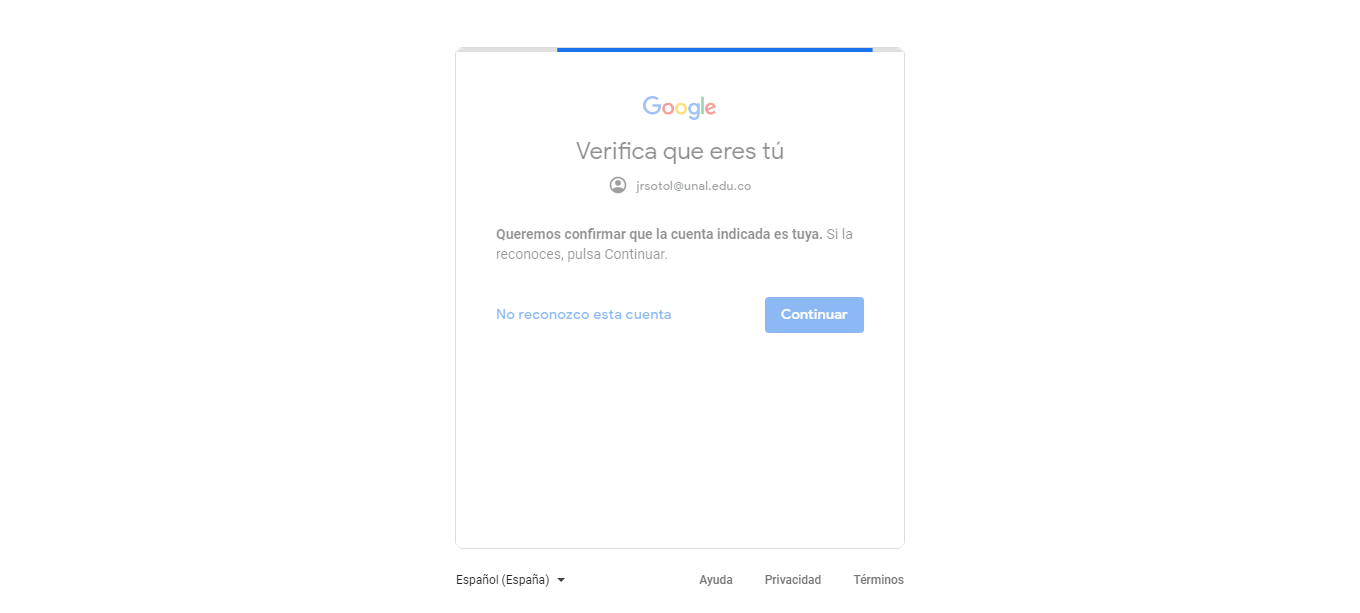 Google
Verifica que eres tú
jrsotol@unal.edu.co
Queremos confirmar que la cuenta indicada es tuya. Si la
reconoces, pulsa Continuar.
No reconozco esta cuenta
Continuar
Español (España)
Ayuda
Privacidad
Términos